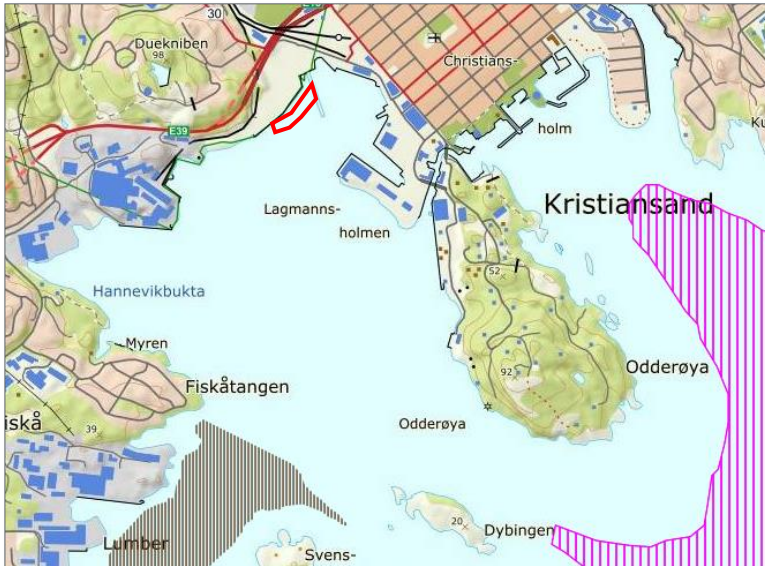 30
Duekniben
98
Christians-
E39
holm
Lagmanns-
holmen
Kristiansand
Hannevikbukta
52
Myren
Fiskåtangen
92
Odderøya
iskå
39
Odderøya
20
Dybingen
Lumber
Svens-